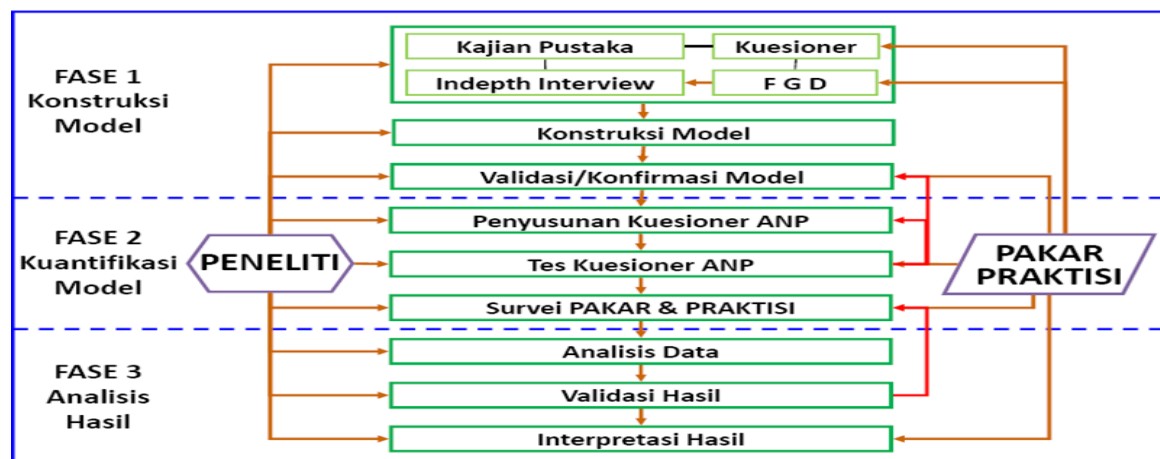 FASE 1
Konstruksi
Model
Kajian Pustaka
Kuesioner
Indepth Interview
F G D
Konstruksi Model
Validasi/Konfirmasi Model
FASE 2
Kuantifikasi
Model
PENELITI
Penyusunan Kuesioner ANP
Tes Kuesioner ANP
Survei PAKAR & PRAKTISI
PAKAR
PRAKTISI
FASE 3
Analisis
Hasil
Analisis Data
Validasi Hasil
Interpretasi Hasil